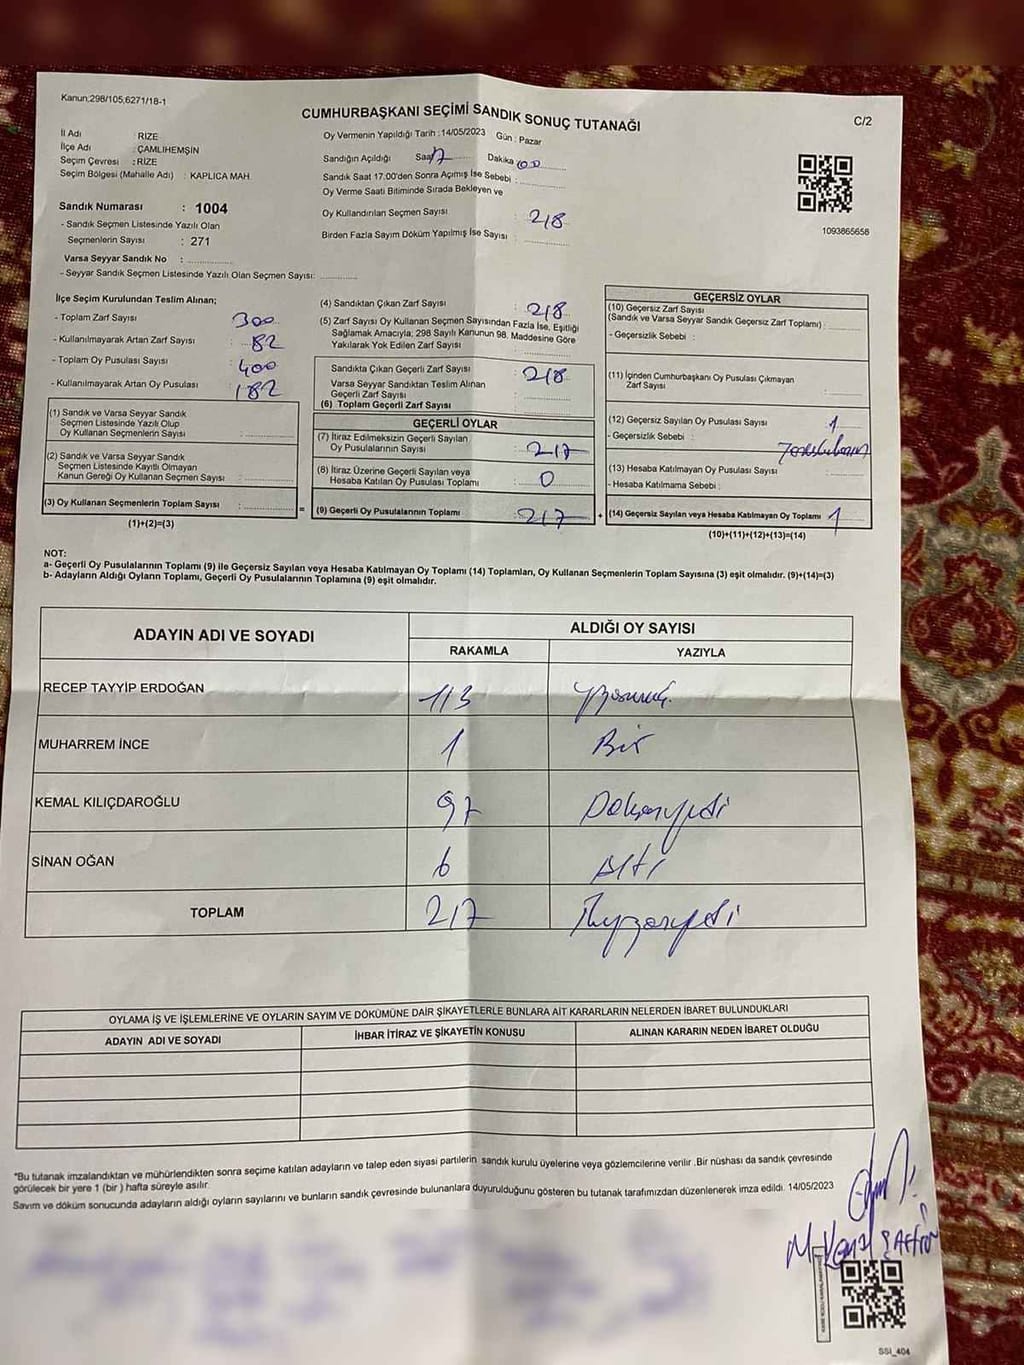 Kanun;298/105;6271/18-1
CUMHURBAŞKANI SEÇİMİ SANDIK SONUÇ TUTANAĞI
C/2
İl Adı : RİZE
İlçe Adı : ÇAMLIHEMŞİN
Seçim Çevresi : RİZE
Seçim Bölgesi (Mahalle Adı) : KAPLICA MAH.
Sandık Numarası : 1004
- Sandık Seçmen Listesinde Yazılı Olan
Seçmenlerin Sayısı : 271
Varsa Seyyar Sandık No : ............
- Seyyar Sandık Seçmen Listesinde Yazılı Olan Seçmen Sayısı: ............
Oy Vermenin Yapıldığı Tarih : 14/05/2023 Gün : Pazar
Sandığın Açıldığı Saat 17 Dakika 00
Sandık Saat 17.00'den Sonra Açımış İse Sebebi :
Oy Verme Saati Bitiminde Sırada Bekleyen ve
Oy Kullandırılan Seçmen Sayısı : 218
Birden Fazla Sayım Döküm Yapılmış İse Sayısı :
1093865656
İlçe Seçim Kurulundan Teslim Alınan;
- Toplam Zarf Sayısı : 300
- Kullanılmayarak Artan Zarf Sayısı : 82
- Toplam Oy Pusulası Sayısı : 400
- Kullanılmayarak Artan Oy Pusulası : 182
(1) Sandık ve Varsa Seyyar Sandık
Seçmen Listesinde Yazılı Olup
Oy Kullanan Seçmenlerin Sayısı :
(2) Sandık ve Varsa Seyyar Sandık
Seçmen Listesinde Kayıtlı Olmayan
Kanun Gereği Oy Kullanan Seçmen Sayısı :
(3) Oy Kullanan Seçmenlerin Toplam Sayısı : =
(1)+(2)=(3)
(4) Sandıktan Çıkan Zarf Sayısı : 218
(5) Zarf Sayısı Oy Kullanan Seçmen Sayısından Fazla İse, Eşitliği
Sağlamak Amacıyla, 298 Sayılı Kanunun 98. Maddesine Göre
Yakılarak Yok Edilen Zarf Sayısı :
Sandıkta Çıkan Geçerli Zarf Sayısı : 218
Varsa Seyyar Sandıktan Teslim Alınan
Geçerli Zarf Sayısı :
(6) Toplam Geçerli Zarf Sayısı :
GEÇERLİ OYLAR
(7) İtiraz Edilmeksizin Geçerli Sayılan
Oy Pusulalarının Sayısı : 217
(8) İtiraz Üzerine Geçerli Sayılan veya
Hesaba Katılan Oy Pusulası Toplamı : 0
(9) Geçerli Oy Pusulalarının Toplamı : 217 +
GEÇERSİZ OYLAR
(10) Geçersiz Zarf Sayısı
(Sandık ve Varsa Seyyar Sandık Geçersiz Zarf Toplamı) :
- Geçersizlik Sebebi :
(11) İçinden Cumhurbaşkanı Oy Pusulası Çıkmayan
Zarf Sayısı :
(12) Geçersiz Sayılan Oy Pusulası Sayısı : 1
- Geçersizlik Sebebi :
(13) Hesaba Katılmayan Oy Pusulası Sayısı :
- Hesaba Katılmama Sebebi :
(14) Geçersiz Sayılan veya Hesaba Katılmayan Oy Toplamı : 1
(10)+(11)+(12)+(13)=(14)
NOT:
a- Geçerli Oy Pusulalarının Toplamı (9) ile Geçersiz Sayılan veya Hesaba Katılmayan Oy Toplamı (14) Toplamları, Oy Kullanan Seçmenlerin Toplam Sayısına (3) eşit olmalıdır. (9)+(14)=(3)
b- Adayların Aldığı Oyların Toplamı, Geçerli Oy Pusulalarının Toplamına (9) eşit olmalıdır.
ADAYIN ADI VE SOYADI
ALDIĞI OY SAYISI
RAKAMLA YAZIYLA
RECEP TAYYİP ERDOĞAN 113
MUHARREM İNCE 1 Bir
KEMAL KILIÇDAROĞLU 97 Doksanyedi
SİNAN OĞAN 6 Altı
TOPLAM 217
OYLAMA İŞ VE İŞLEMLERİNE VE OYLARIN SAYIM VE DÖKÜMÜNE DAİR ŞİKAYETLERLE BUNLARA AİT KARARLARIN NELERDEN İBARET BULUNDUKLARI
ADAYIN ADI VE SOYADI İHBAR İTİRAZ VE ŞİKAYETİN KONUSU ALINAN KARARIN NEDEN İBARET OLDUĞU
*Bu tutanak imzalandıktan ve mühürlendikten sonra seçime katılan adayların ve talep eden siyasi partilerin sandık kurulu üyelerine veya gözlemcilerine verilir .Bir nüshası da sandık çevresinde
görülecek bir yere 1 (bir ) hafta süreyle asılır.
Sayım ve döküm sonucunda adayların aldığı oyların sayılarını ve bunların sandık çevresinde bulunanlara duyurulduğunu gösteren bu tutanak tarafımızdan düzenlenerek imza edildi. 14/05/2023
SSI_404